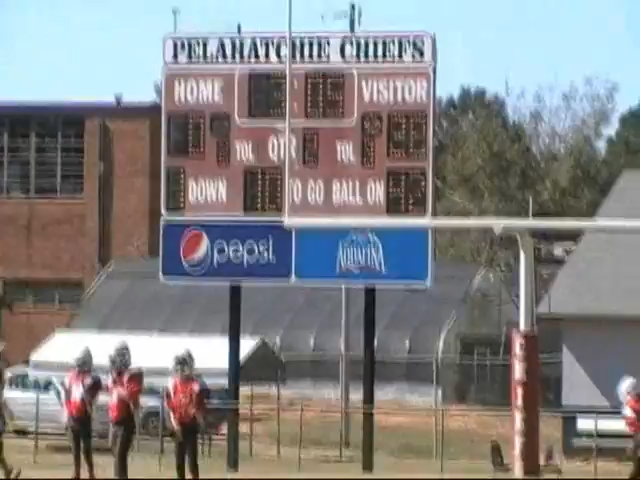 PELAHATCHIE CHIEFS
HOME VISITOR
TOL QTR TOL
DOWN TO GO BALL ON
pepsi AQUAFINA